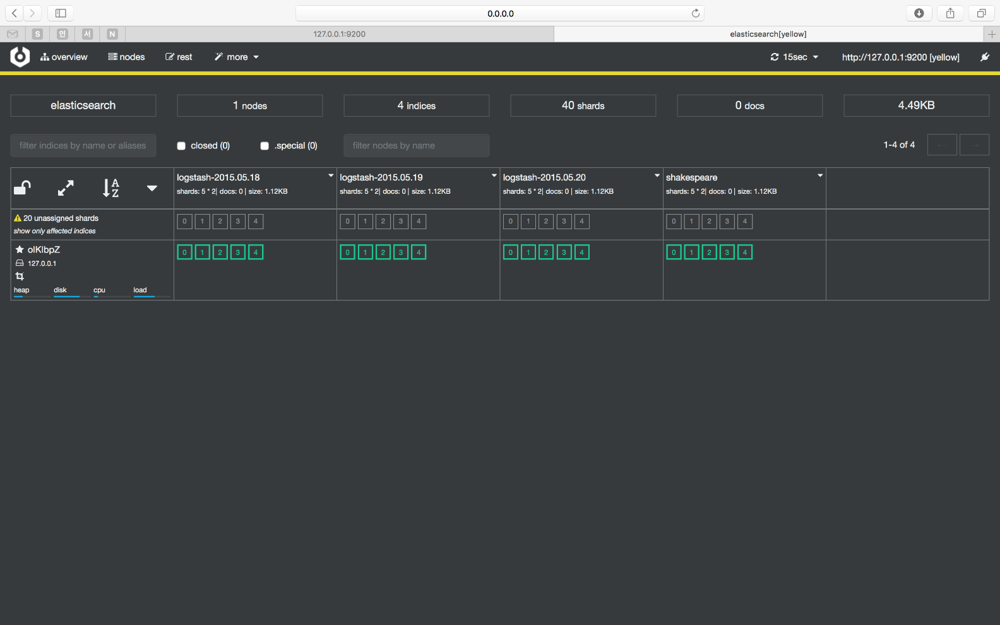 0.0.0.0
S 인 서 N 127.0.0.1:9200 elasticsearch[yellow]
overview nodes rest more 15sec http://127.0.0.1:9200 [yellow]
elasticsearch 1 nodes 4 indices 40 shards 0 docs 4.49KB
filter indices by name or aliases closed (0) .special (0) filter nodes by name 1-4 of 4
A Z
logstash-2015.05.18 logstash-2015.05.19 logstash-2015.05.20 shakespeare
shards: 5 * 2| docs: 0 | size: 1.12KB shards: 5 * 2| docs: 0 | size: 1.12KB shards: 5 * 2| docs: 0 | size: 1.12KB shards: 5 * 2| docs: 0 | size: 1.12KB
20 unassigned shards 0 1 2 3 4 0 1 2 3 4 0 1 2 3 4 0 1 2 3 4
show only affected indices
olKlbpZ 0 1 2 3 4 0 1 2 3 4 0 1 2 3 4 0 1 2 3 4
127.0.0.1
heap disk cpu load